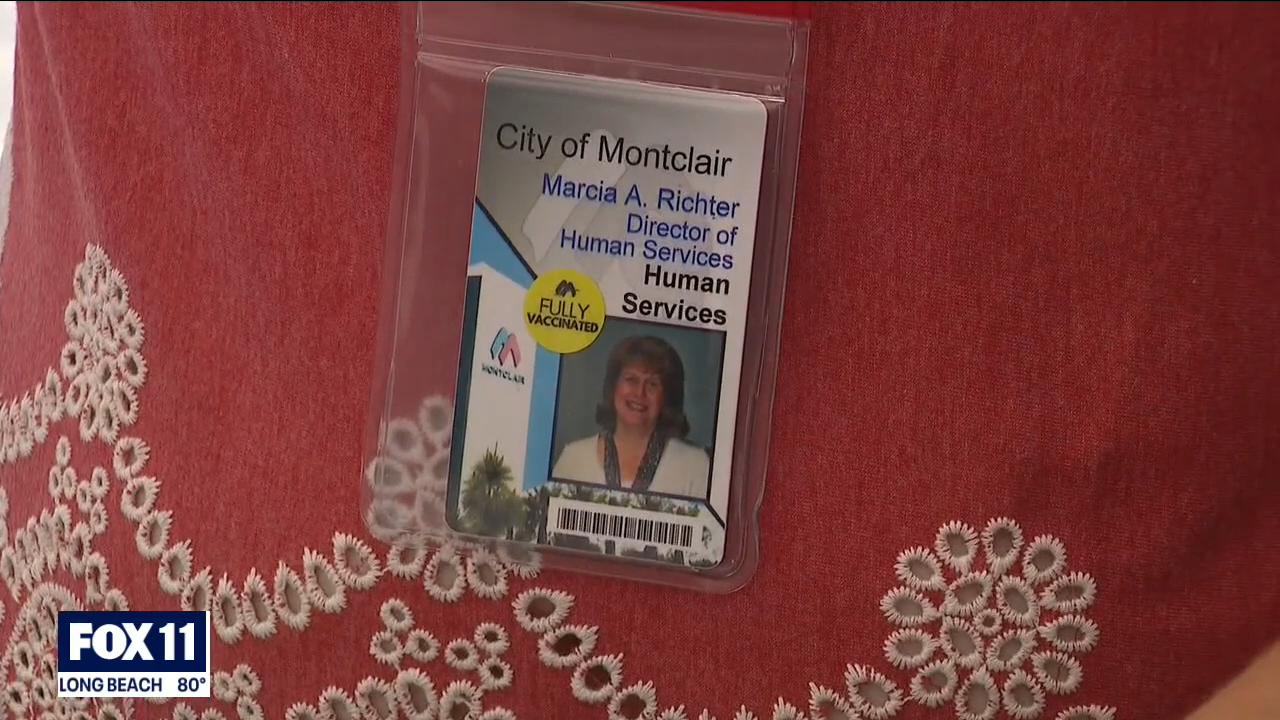 City of Montclair
Marcia A. Richter
Director of
Human Services
Human
Services
FULLY
VACCINATED
MONTCLAIR
FOX 11
LONG BEACH 80°